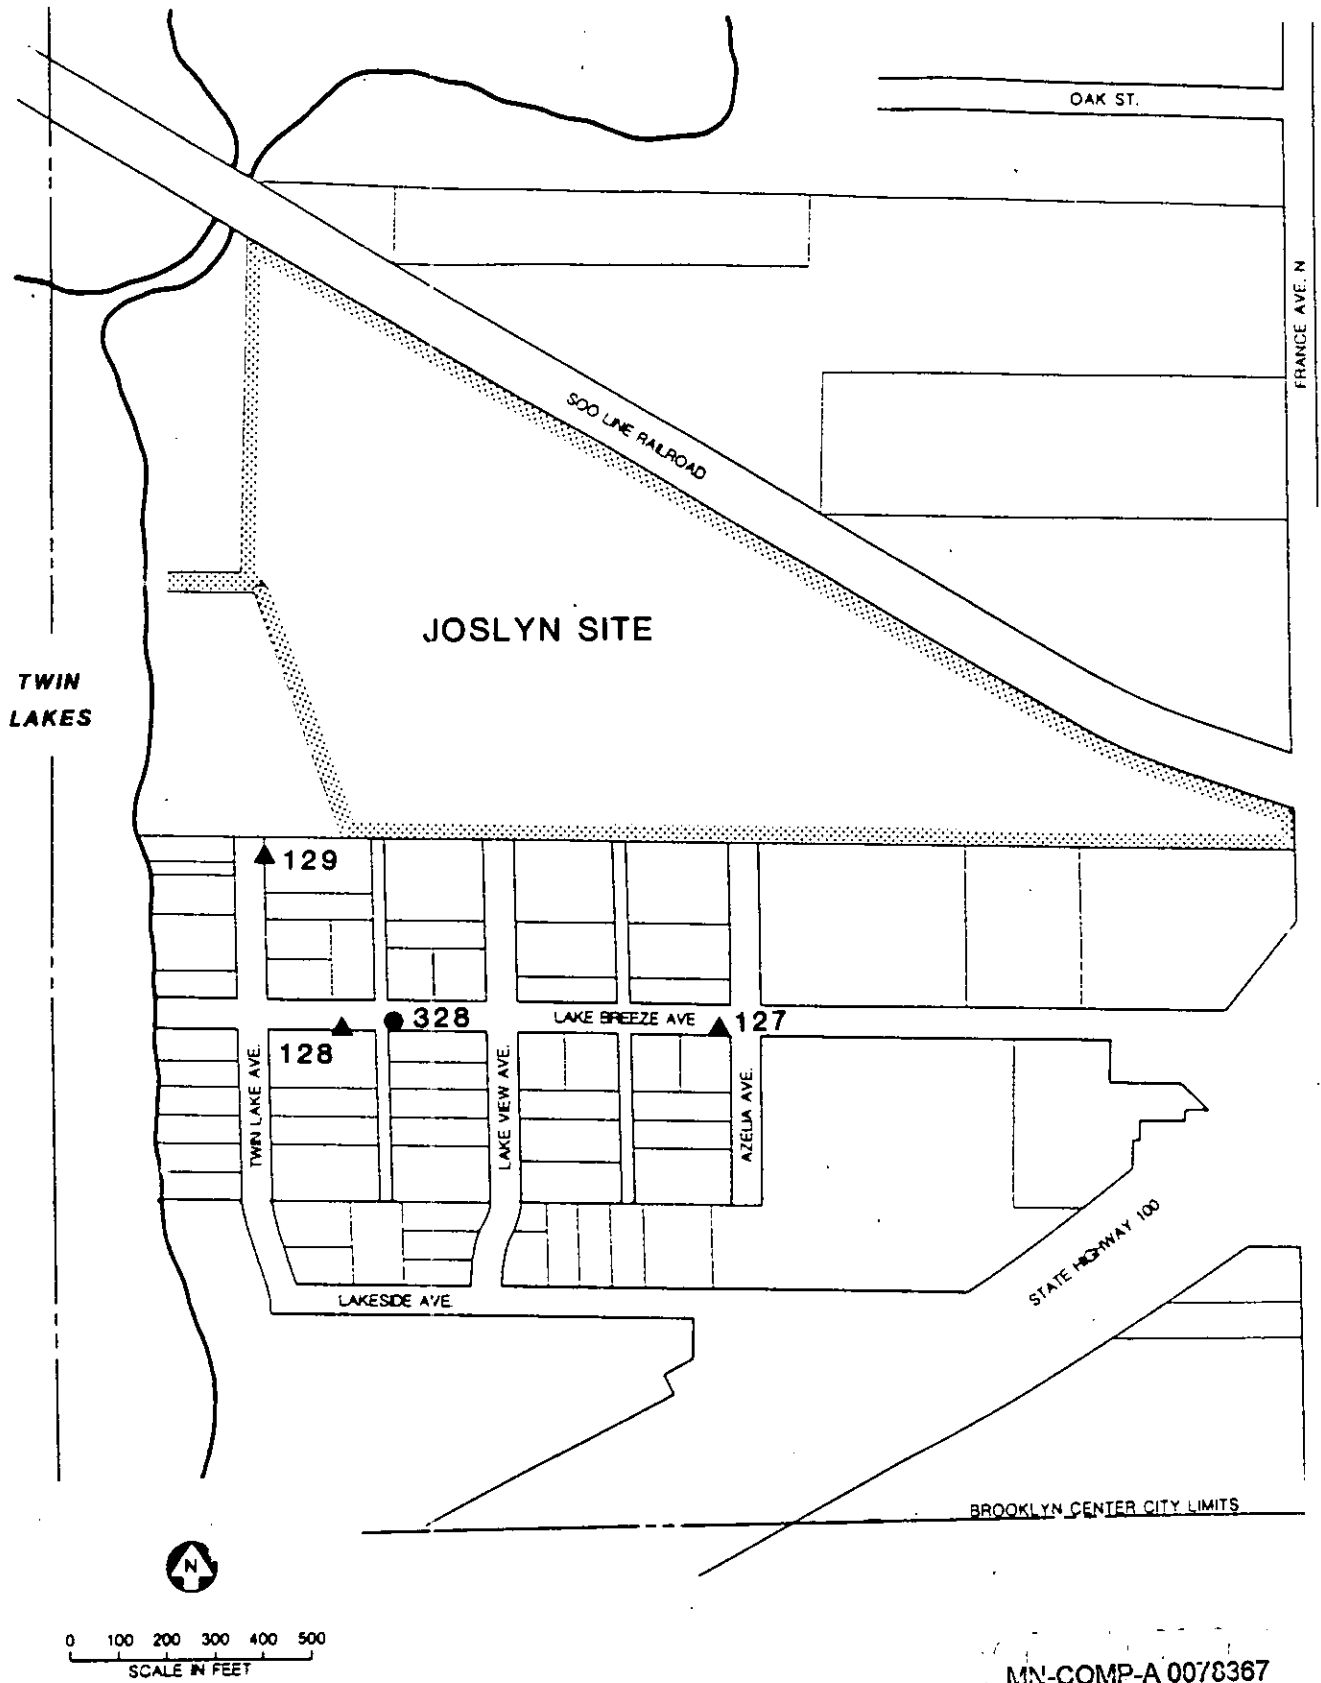 OAK ST.
FRANCE AVE. N
SOO LINE RAILROAD
JOSLYN SITE
TWIN
LAKES
129
328
LAKE BREEZE AVE
127
128
TWIN LAKE AVE.
LAKE VIEW AVE.
AZELIA AVE.
STATE HIGHWAY 100
LAKESIDE AVE.
BROOKLYN CENTER CITY LIMITS
N
0 100 200 300 400 500
SCALE IN FEET
MN-COMP-A 0078367